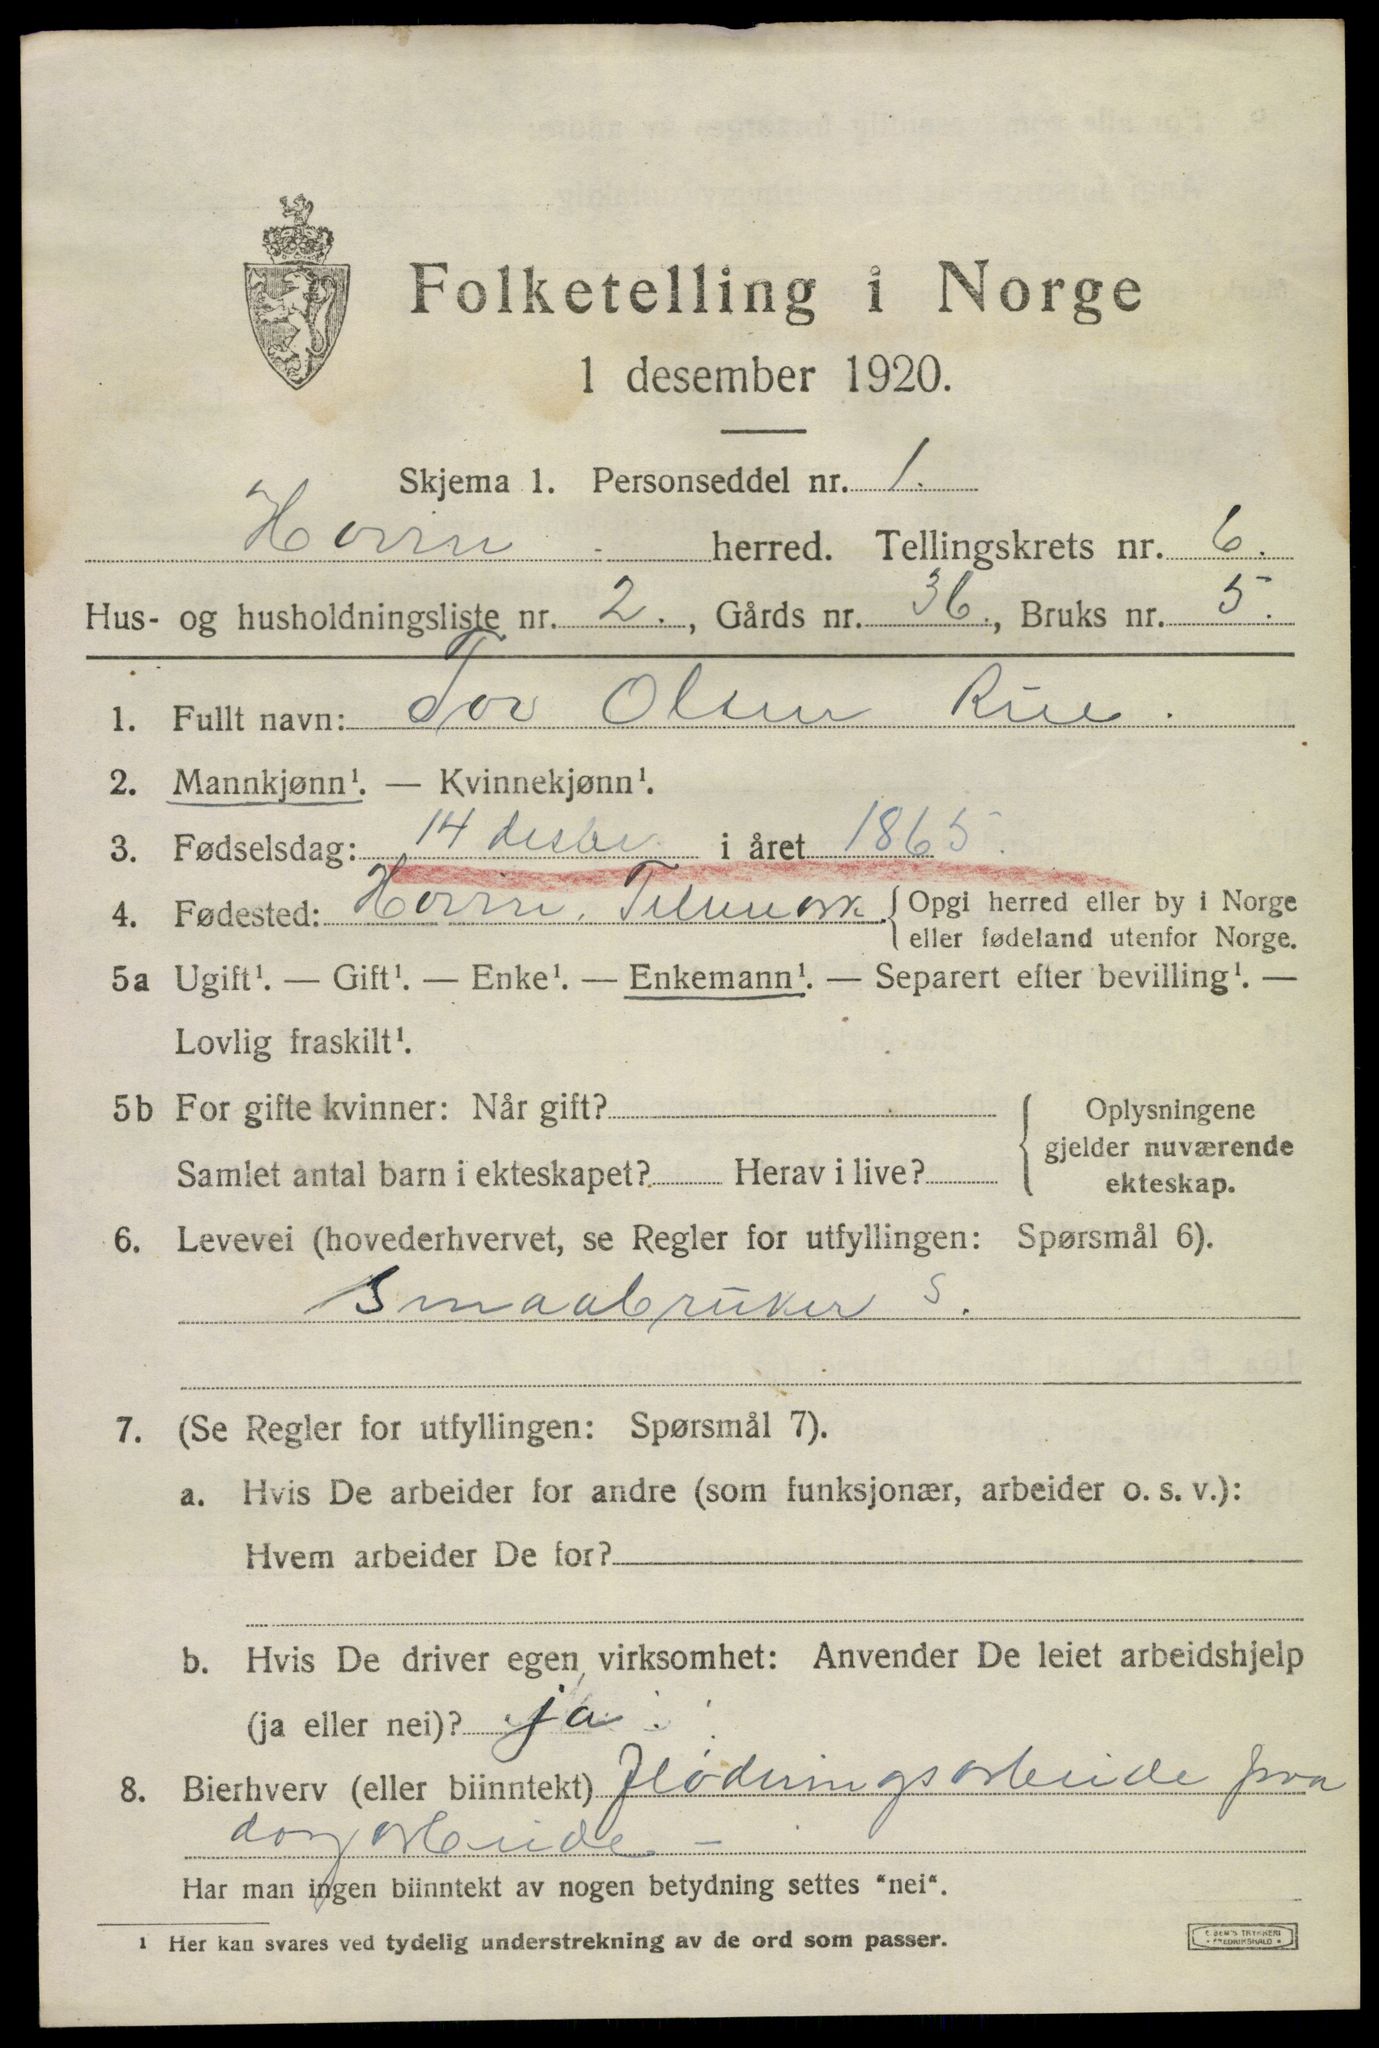 Folketelling i Norge
1 desember 1920.
Skjema 1. Personseddel nr. 1.
Hovin herred. Tellingskrets nr. 6.
Hus- og husholdningsliste nr. 2., Gårds nr. 36., Bruks nr. 5.
1. Fullt navn: Tov Olsen Rue.
2. Mannkjønn¹. — Kvinnekjønn¹.
3. Fødselsdag: 14 desbr. i året 1865.
4. Fødested: Hovin, Telemark { Opgi herred eller by i Norge
eller fødeland utenfor Norge.
5a Ugift¹. — Gift¹. — Enke¹. — Enkemann¹. — Separert efter bevilling¹. —
Lovlig fraskilt¹.
5b For gifte kvinner: Når gift? { Oplysningene
gjelder nuværende
ekteskap.
Samlet antal barn i ekteskapet? Herav i live?
6. Levevei (hovederhvervet, se Regler for utfyllingen: Spørsmål 6).
Smaabruker S.
7. (Se Regler for utfyllingen: Spørsmål 7).
a. Hvis De arbeider for andre (som funksjonær, arbeider o. s. v.):
Hvem arbeider De for?
b. Hvis De driver egen virksomhet: Anvender De leiet arbeidshjelp
(ja eller nei)? ja.
8. Bierhverv (eller biinntekt) fløдningsarbeide
arbeide —
Har man ingen biinntekt av nogen betydning settes "nei".
¹ Her kan svares ved tydelig understrekning av de ord som passer.
TRYKKERI
FREDRIKSHALD